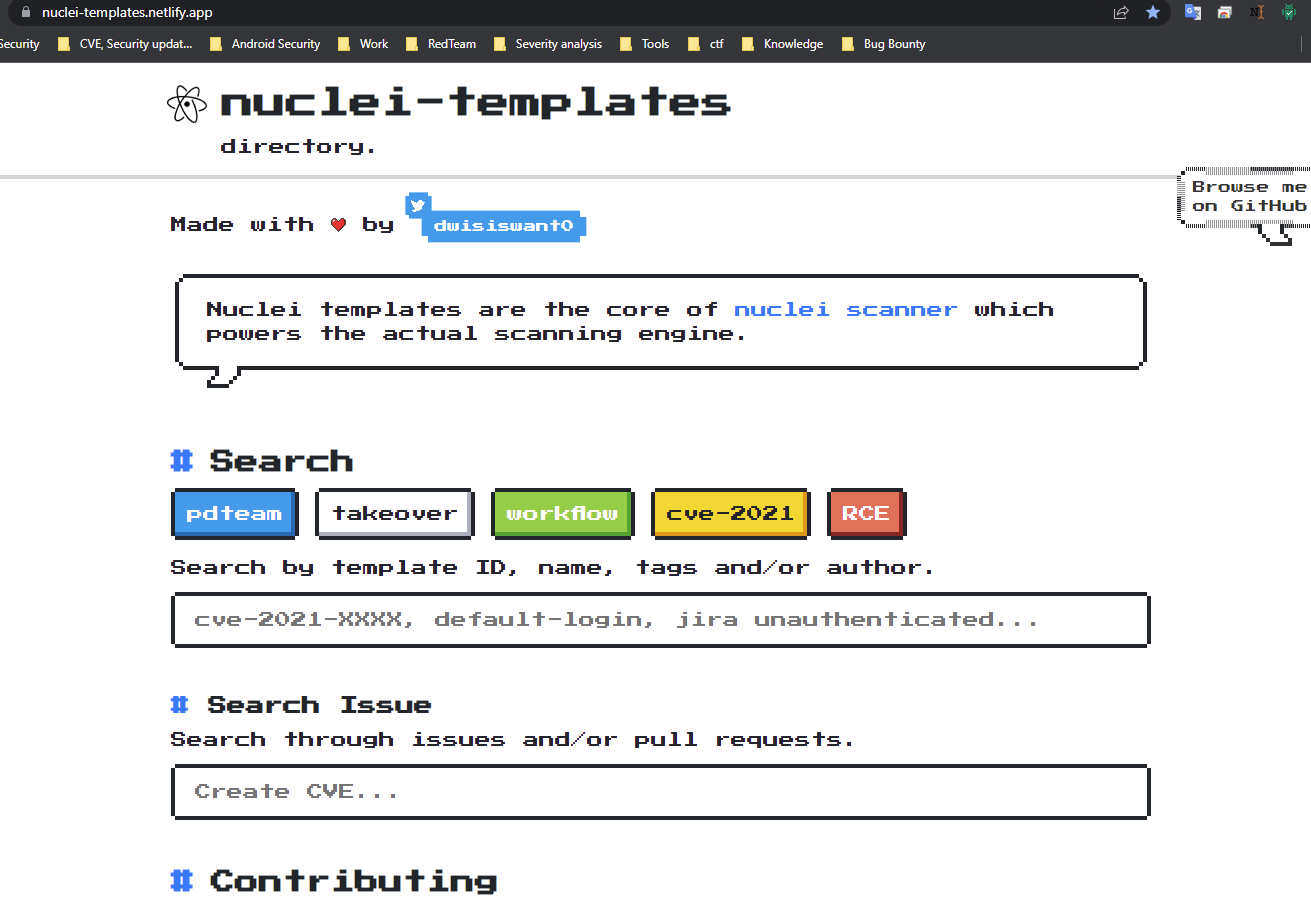 nuclei-templates.netlify.app
Security CVE, Security updat... Android Security Work RedTeam Severity analysis Tools ctf Knowledge Bug Bounty
nuclei-templates
directory.
Browse me
on GitHub
Made with ❤ by dwisiswant0
Nuclei templates are the core of nuclei scanner which
powers the actual scanning engine.
# Search
pdteam takeover workflow cve-2021 RCE
Search by template ID, name, tags and/or author.
cve-2021-XXXX, default-login, jira unauthenticated...
# Search Issue
Search through issues and/or pull requests.
Create CVE...
# Contributing